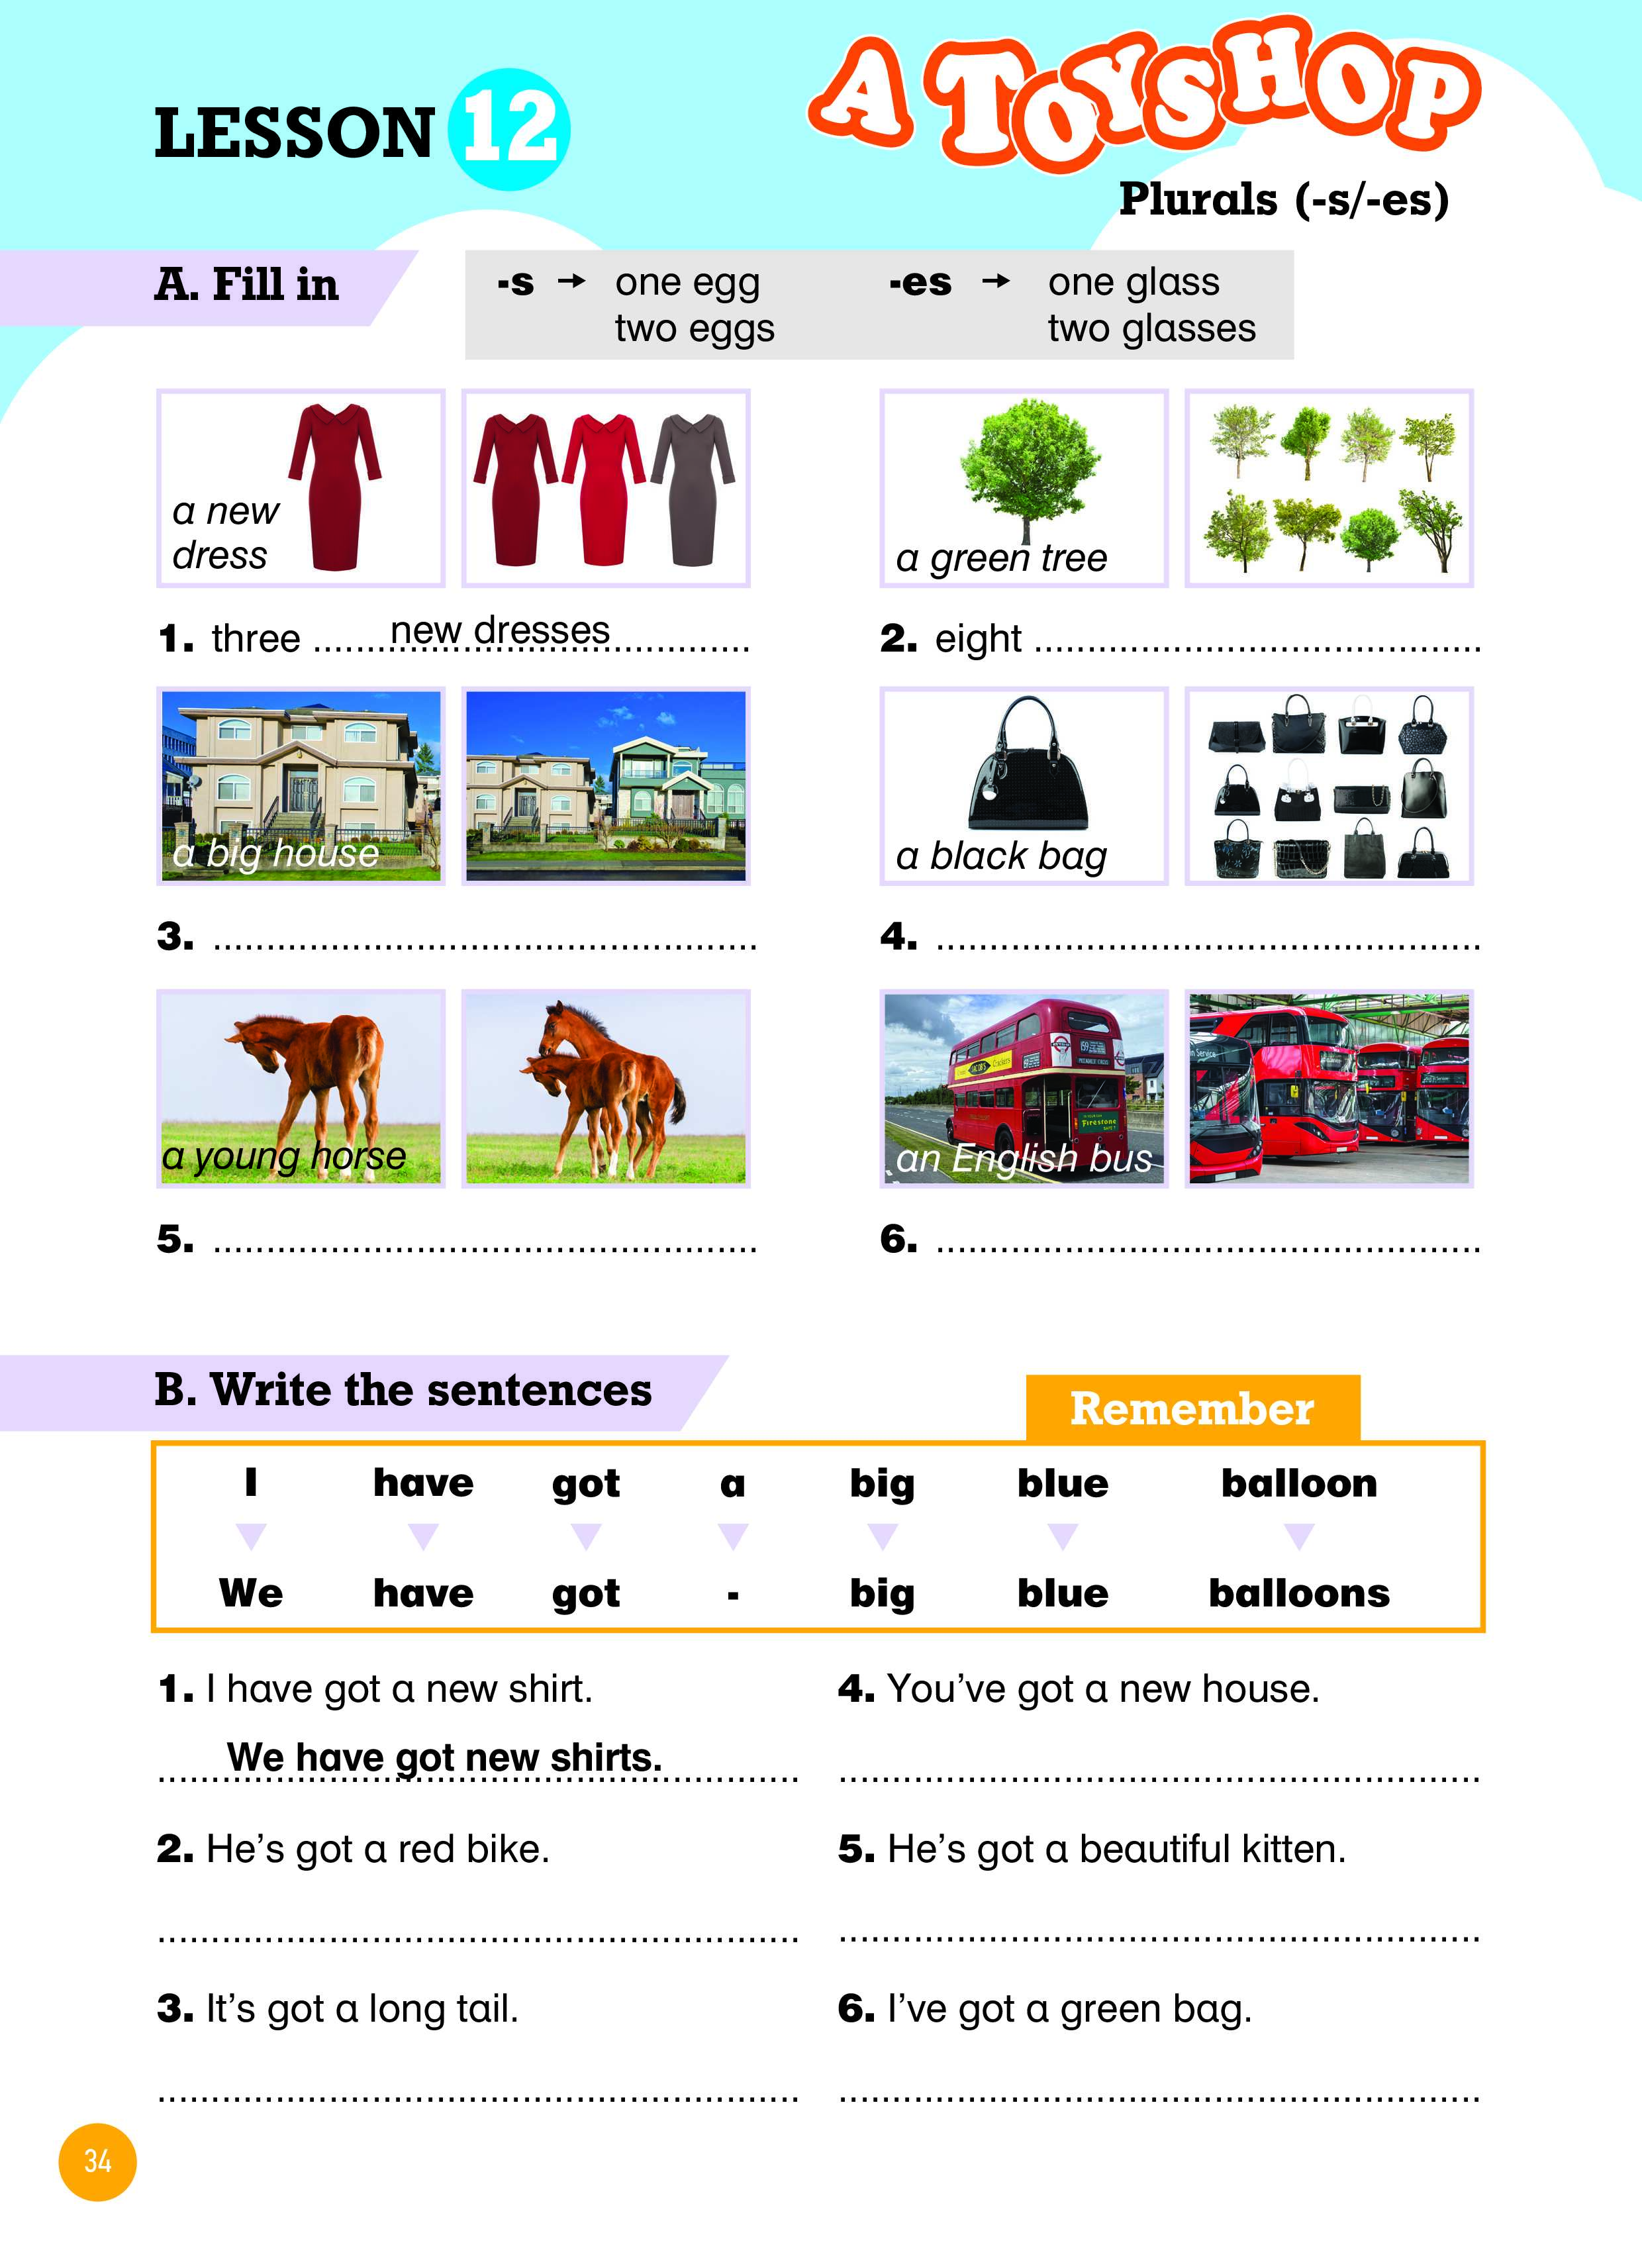 LESSON 12
A TOYSHOP
Plurals (-s/-es)
A. Fill in
-s → one egg
two eggs
-es → one glass
two glasses
a new
dress
a green tree
1. three ........ new dresses ........
2. eight ................
a big house
a black bag
3. ................
4. ................
a young horse
159
Firestone
an English bus
5. ................
6. ................
B. Write the sentences
Remember
I have got a big blue balloon
We have got - big blue balloons
1. I have got a new shirt.
We have got new shirts.
2. He's got a red bike.
3. It's got a long tail.
4. You've got a new house.
5. He's got a beautiful kitten.
6. I've got a green bag.
34